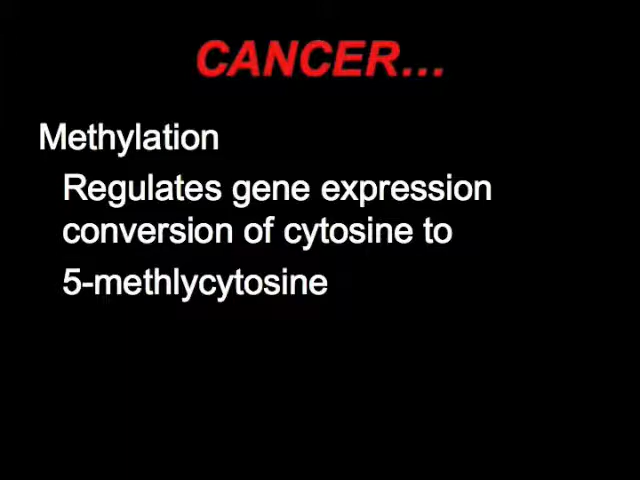 CANCER...
Methylation
Regulates gene expression
conversion of cytosine to
5-methlycytosine